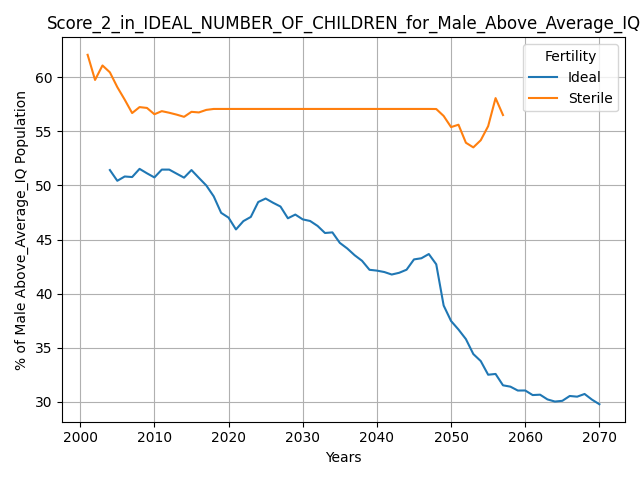 Score_2_in_IDEAL_NUMBER_OF_CHILDREN_for_Male_Above_Average_IQ
Fertility
Ideal
Sterile
% of Male Above_Average_IQ Population
60
55
50
45
40
35
30
2000 2010 2020 2030 2040 2050 2060 2070
Years